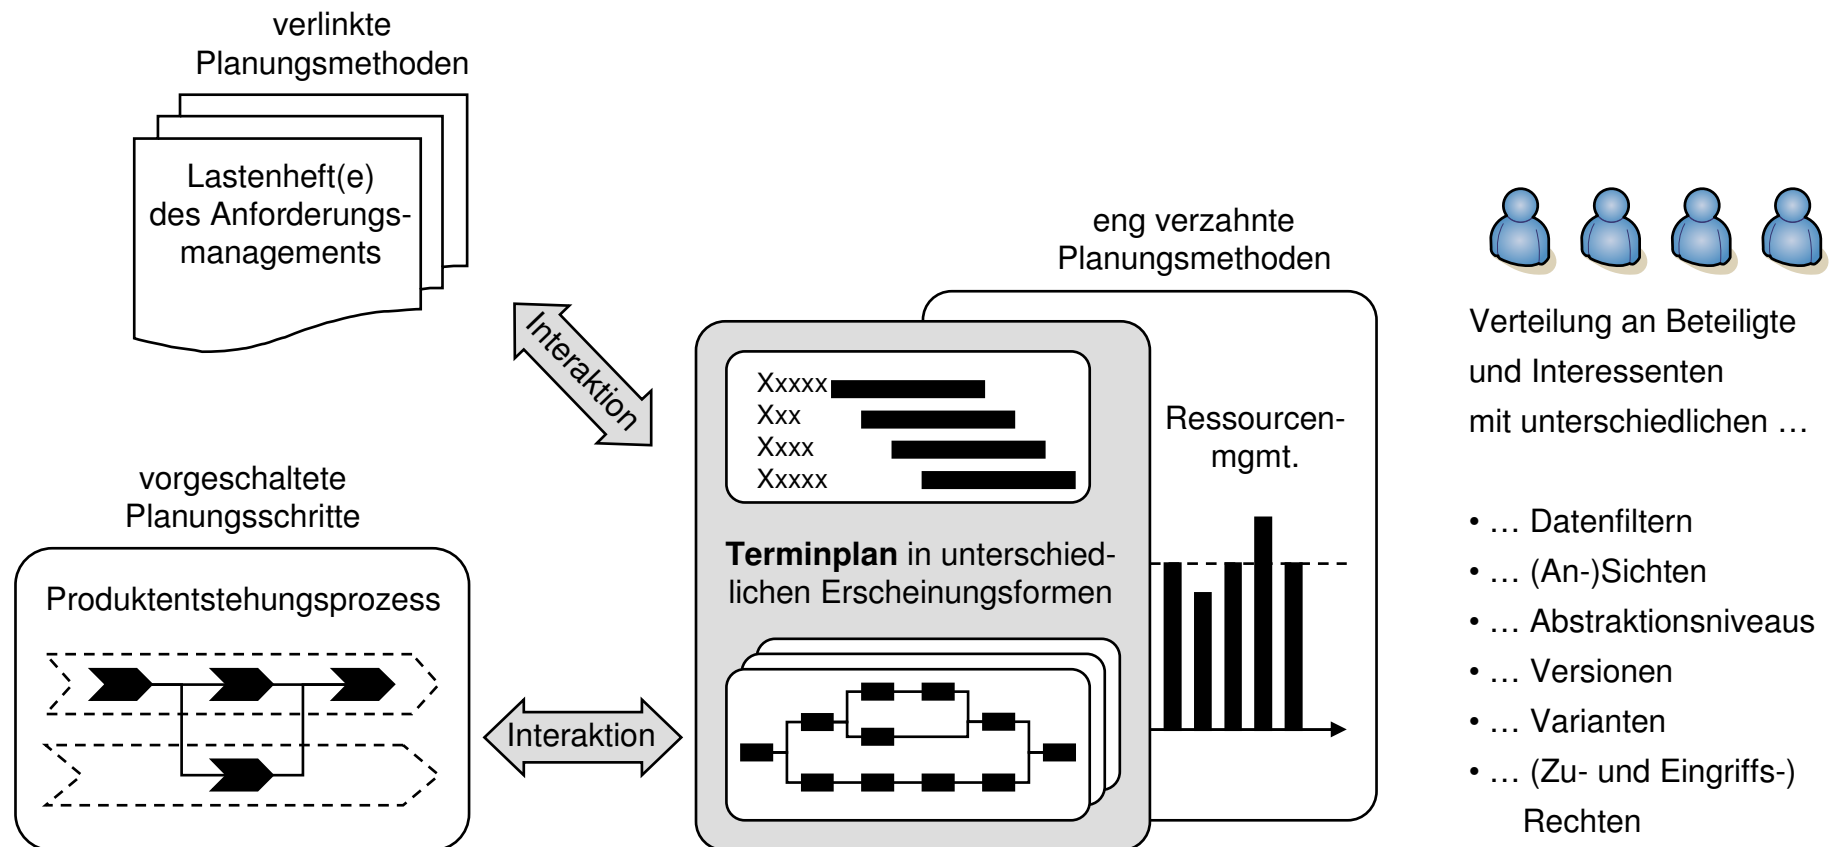 verlinkte
Planungsmethoden
Lastenheft(e)
des Anforderungs-
managements
Interaktion
vorgeschaltete
Planungsschritte
Produktentstehungsprozess
Interaktion
eng verzahnte
Planungsmethoden
Xxxxx
Xxx
Xxxx
Xxxxx
Terminplan in unterschied-
lichen Erscheinungsformen
Ressourcen-
mgmt.
Verteilung an Beteiligte
und Interessenten
mit unterschiedlichen …
• … Datenfiltern
• … (An-)Sichten
• … Abstraktionsniveaus
• … Versionen
• … Varianten
• … (Zu- und Eingriffs-)
Rechten